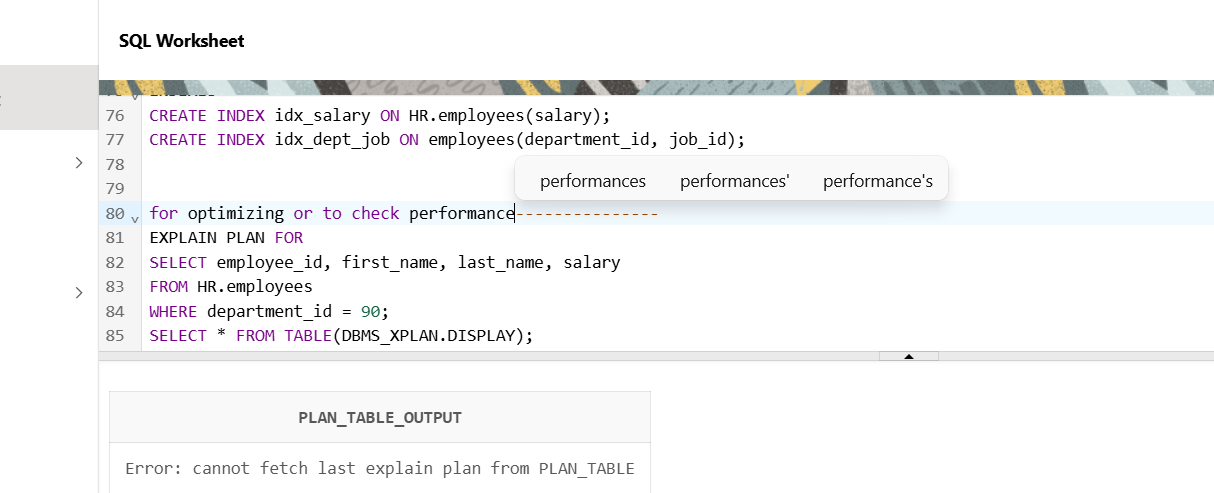 SQL Worksheet
76 CREATE INDEX idx_salary ON HR.employees(salary);
77 CREATE INDEX idx_dept_job ON employees(department_id, job_id);
78
performances performances' performance's
79
80 for optimizing or to check performance---------------
81 EXPLAIN PLAN FOR
82 SELECT employee_id, first_name, last_name, salary
83 FROM HR.employees
84 WHERE department_id = 90;
85 SELECT * FROM TABLE(DBMS_XPLAN.DISPLAY);
PLAN_TABLE_OUTPUT
Error: cannot fetch last explain plan from PLAN_TABLE